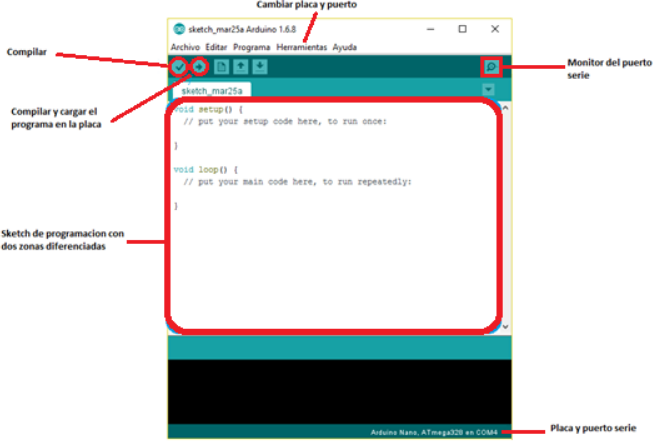 Cambiar placa y puerto
sketch_mar25a Arduino 1.6.8
Archivo Editar Programa Herramientas Ayuda
Compilar
Monitor del puerto
serie
sketch_mar25a
Compilar y cargar el
programa en la placa
void setup() {
// put your setup code here, to run once:
}
void loop() {
// put your main code here, to run repeatedly:
}
Sketch de programacion con
dos zonas diferenciadas
Arduino Nano, ATmega328 en COM4
Placa y puerto serie